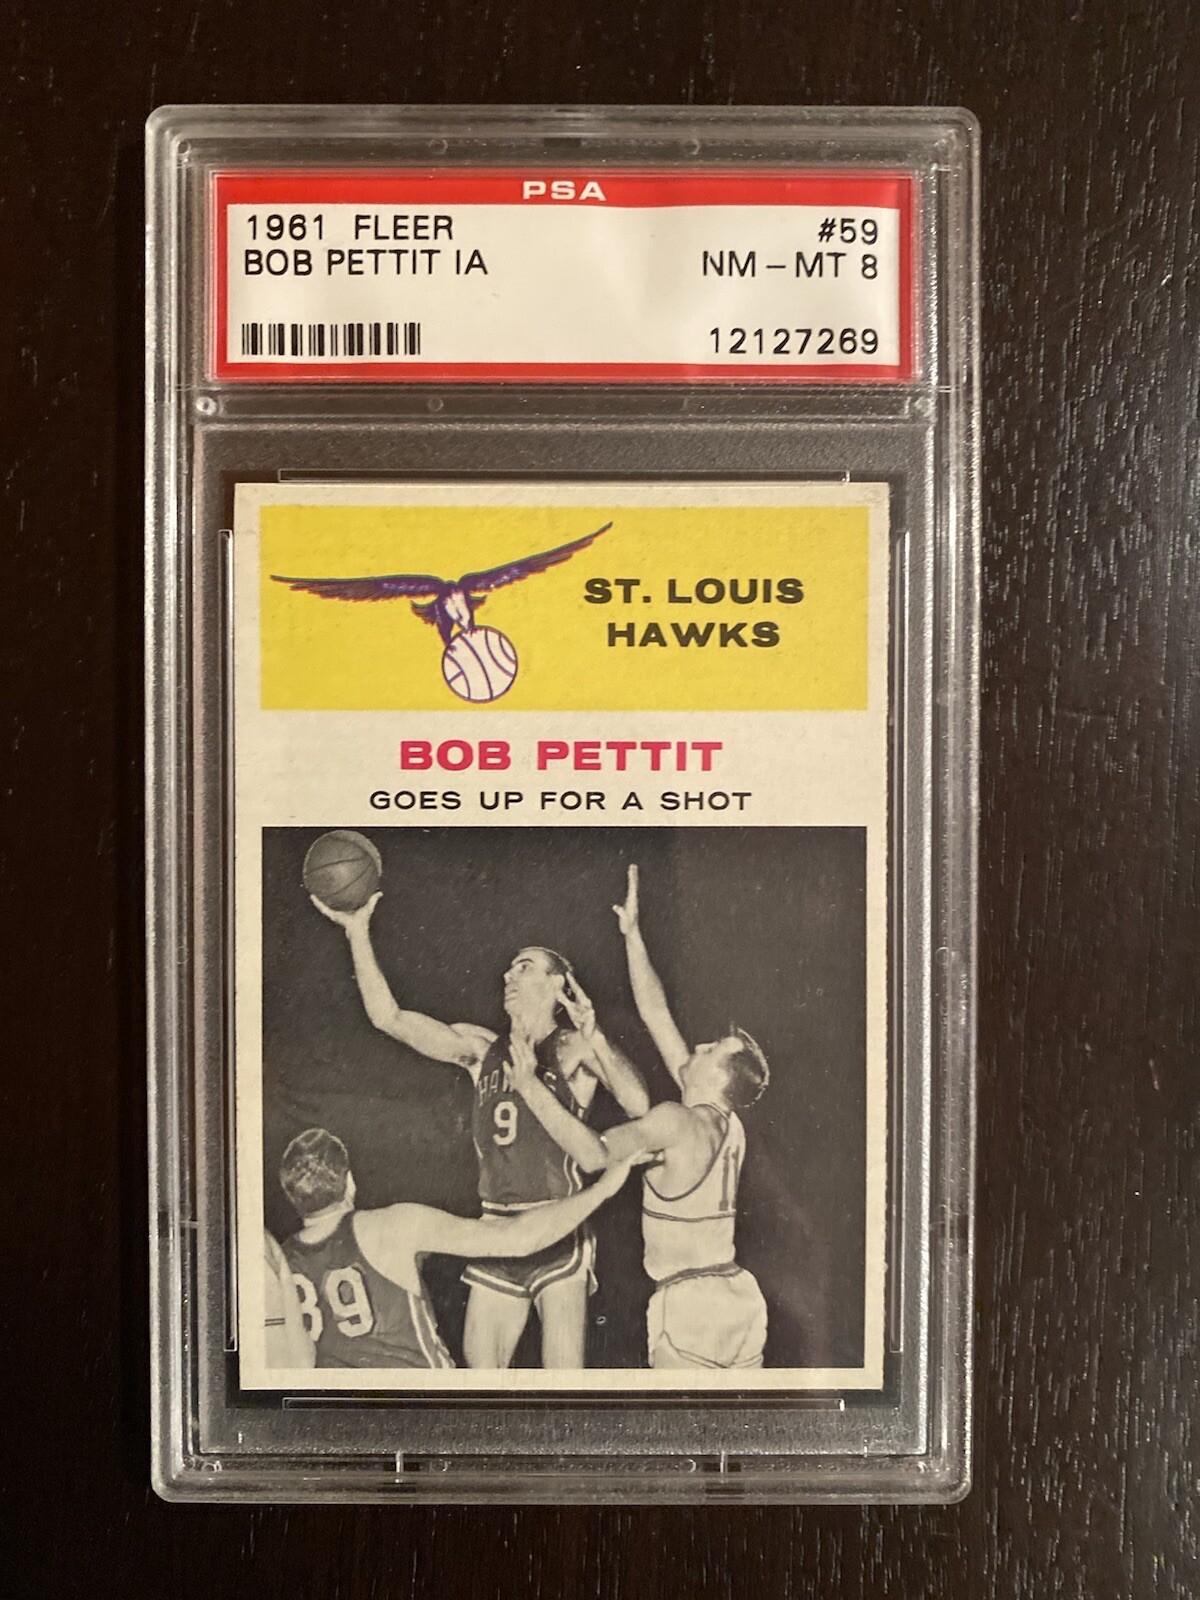 PSA
1961 FLEER #59
BOB PETTIT IA NM-MT 8
12127269
ST. LOUIS
HAWKS
BOB PETTIT
GOES UP FOR A SHOT
HAWKS
9
11
39